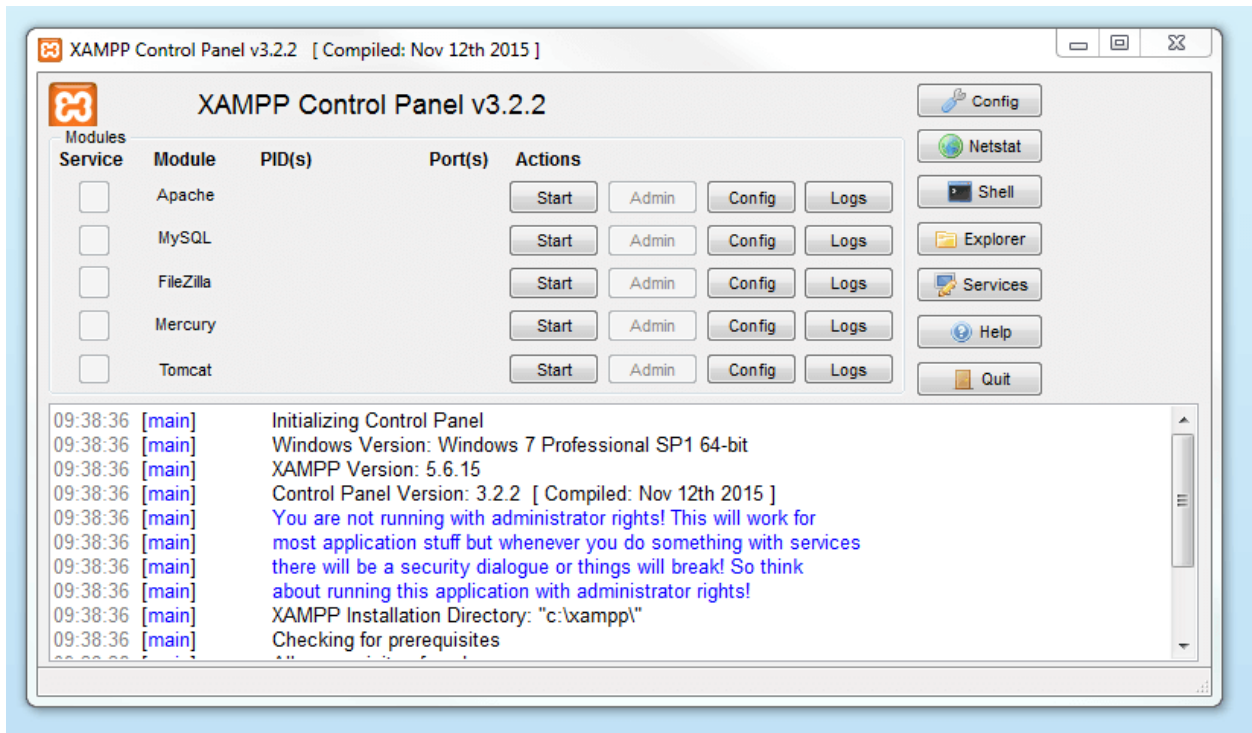 XAMPP Control Panel v3.2.2 [ Compiled: Nov 12th 2015 ]
XAMPP Control Panel v3.2.2
Config
Modules
Service Module PID(s) Port(s) Actions
Netstat
Apache Start Admin Config Logs
Shell
MySQL Start Admin Config Logs
Explorer
FileZilla Start Admin Config Logs
Services
Mercury Start Admin Config Logs
Help
Tomcat Start Admin Config Logs
Quit
09:38:36 [main] Initializing Control Panel
09:38:36 [main] Windows Version: Windows 7 Professional SP1 64-bit
09:38:36 [main] XAMPP Version: 5.6.15
09:38:36 [main] Control Panel Version: 3.2.2 [ Compiled: Nov 12th 2015 ]
09:38:36 [main] You are not running with administrator rights! This will work for
09:38:36 [main] most application stuff but whenever you do something with services
09:38:36 [main] there will be a security dialogue or things will break! So think
09:38:36 [main] about running this application with administrator rights!
09:38:36 [main] XAMPP Installation Directory: "c:\xampp\"
09:38:36 [main] Checking for prerequisites